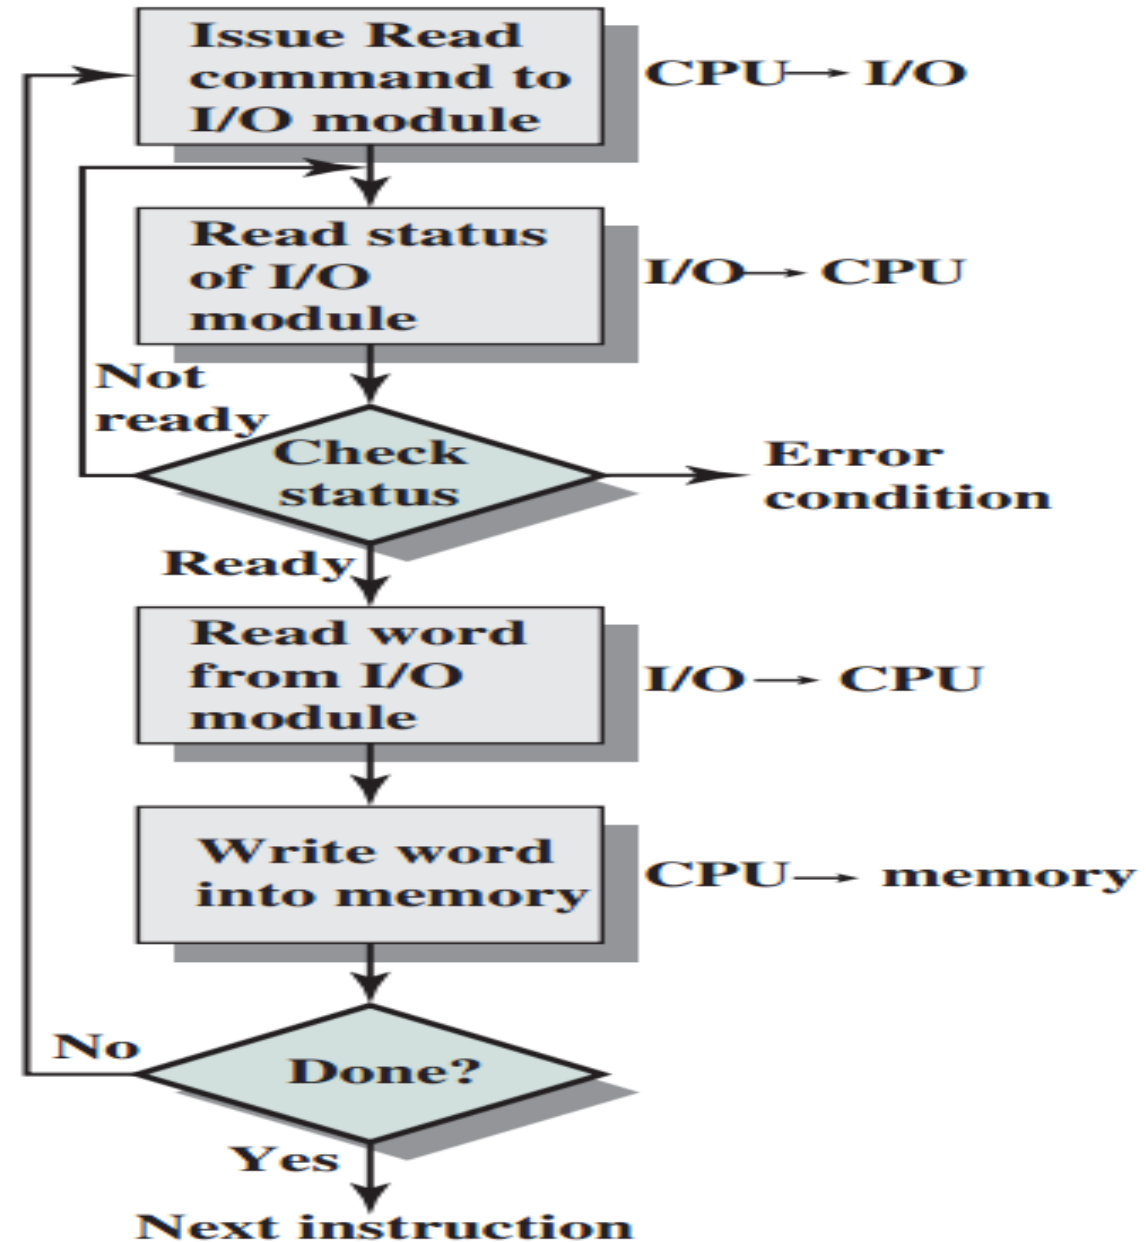 Issue Read
command to
I/O module
CPU → I/O
Read status
of I/O
module
I/O → CPU
Not
ready
Check
status
Error
condition
Ready
Read word
from I/O
module
I/O → CPU
Write word
into memory
CPU → memory
No
Done?
Yes
Next instruction